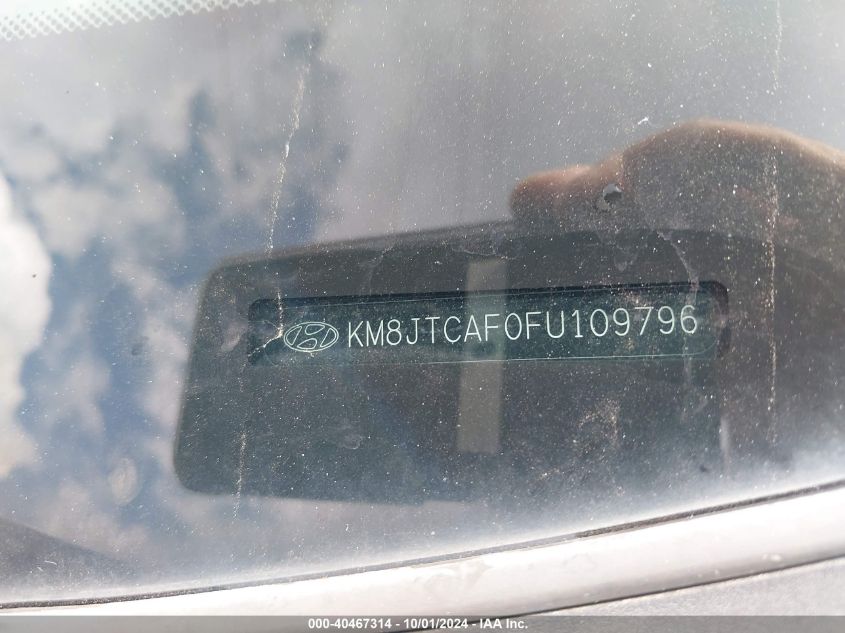 KM8JTCAF0FU109796
000-40467314 - 10/01/2024 - IAA Inc.